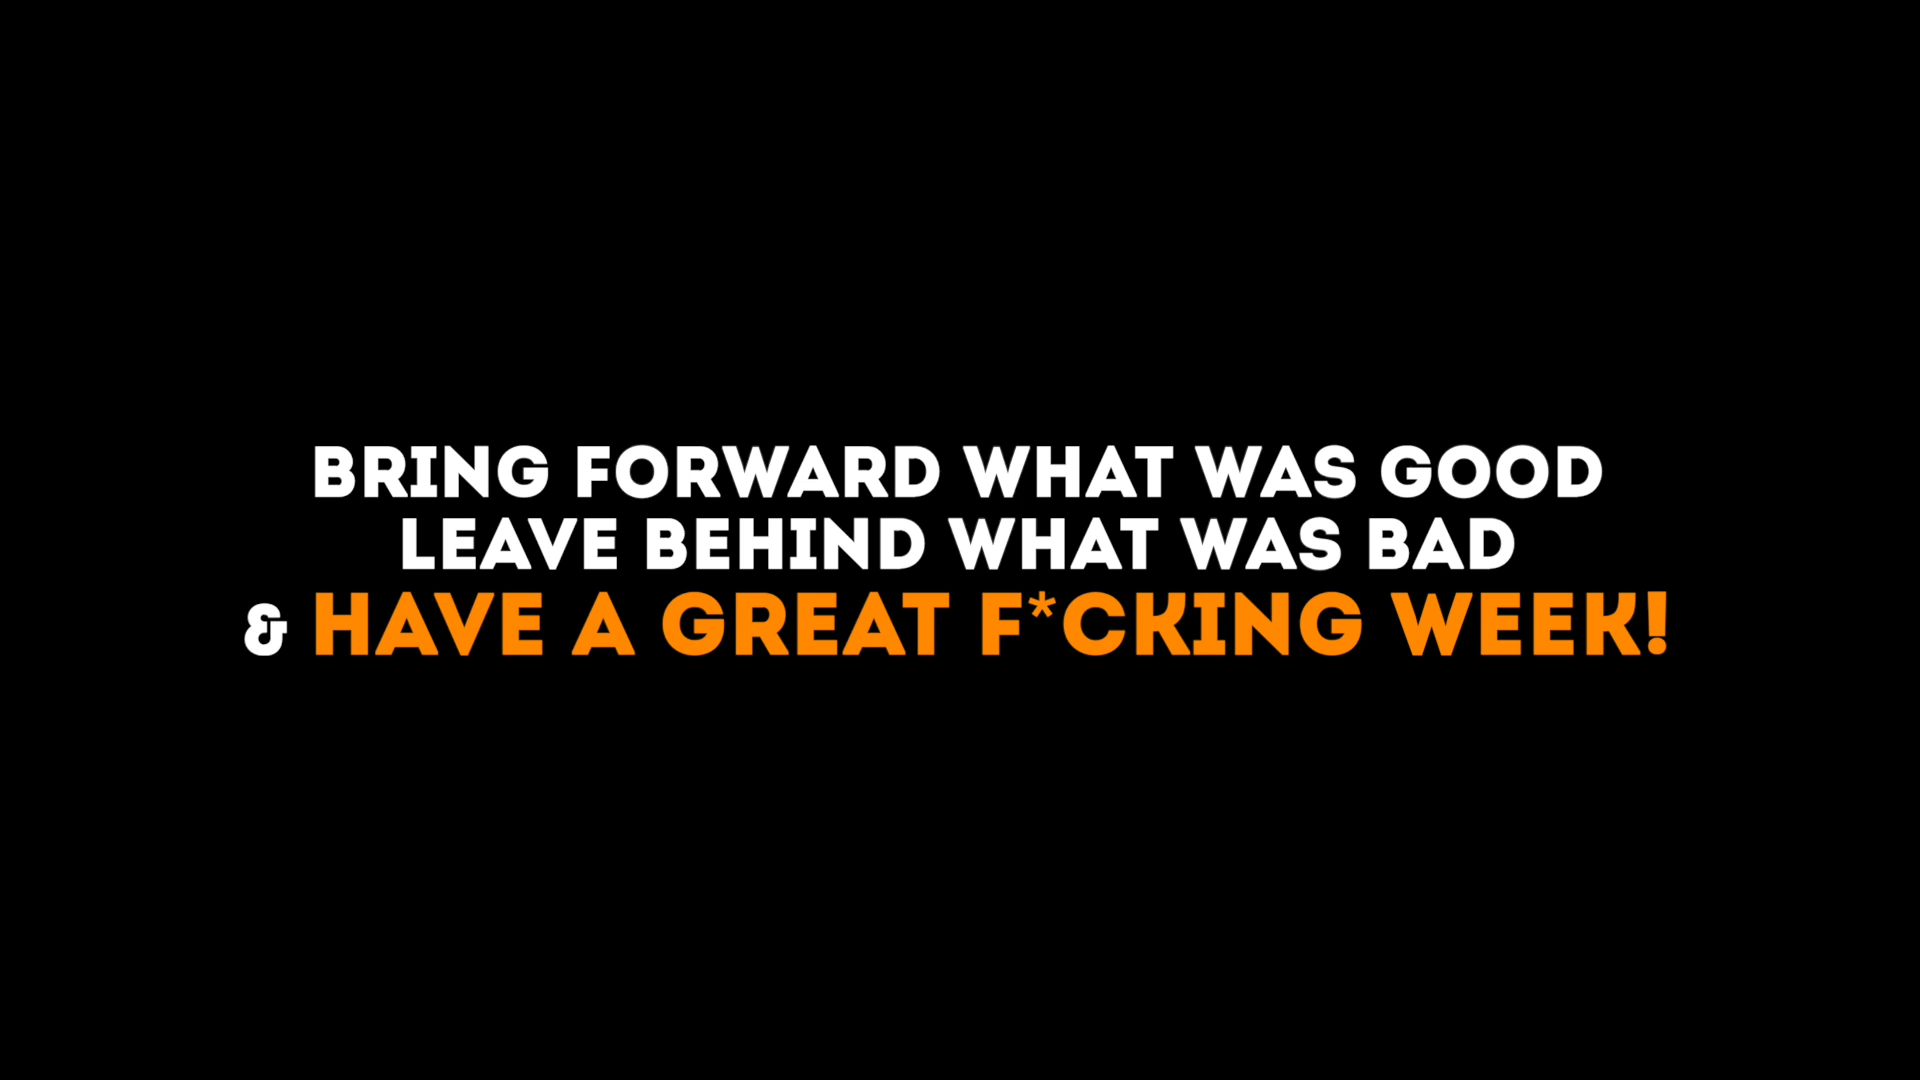 BRING FORWARD WHAT WAS GOOD
LEAVE BEHIND WHAT WAS BAD
& HAVE A GREAT F*CKING WEEK!